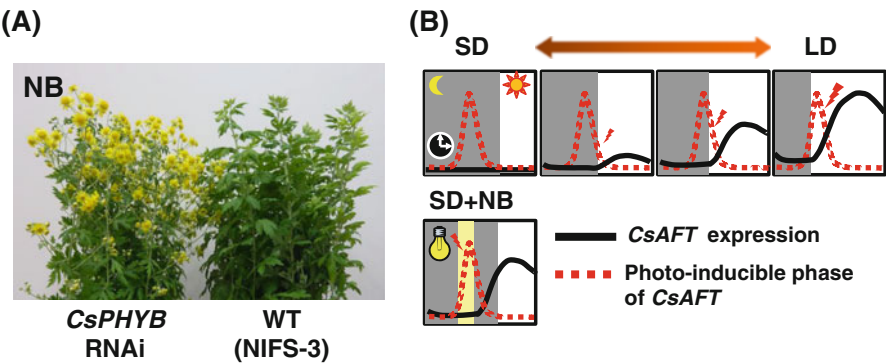 (A)
NB
CsPHYB
RNAi
WT
(NIFS-3)
(B)
SD
LD
SD+NB
CsAFT expression
Photo-inducible phase
of CsAFT